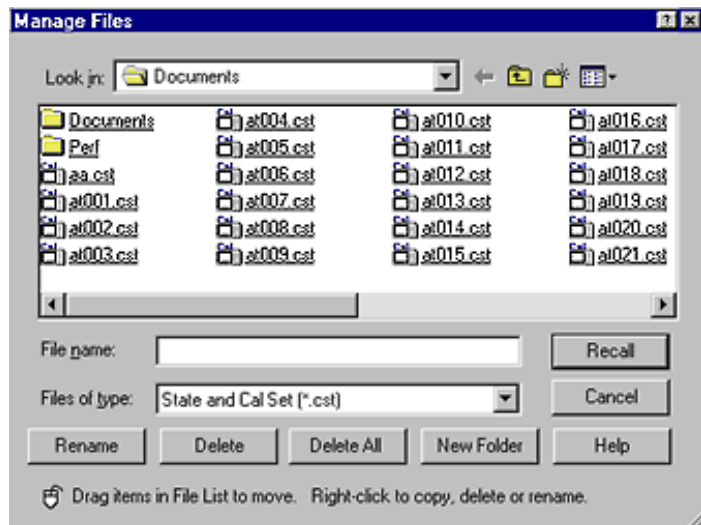 Manage Files
Look in: Documents
Documents at004.cst at010.cst at016.cst
Perf at005.cst at011.cst at017.cst
aa.cst at006.cst at012.cst at018.cst
at001.cst at007.cst at013.cst at019.cst
at002.cst at008.cst at014.cst at020.cst
at003.cst at009.cst at015.cst at021.cst
File name: Recall
Files of type: State and Cal Set (*.cst) Cancel
Rename Delete Delete All New Folder Help
Drag items in File List to move. Right-click to copy, delete or rename.